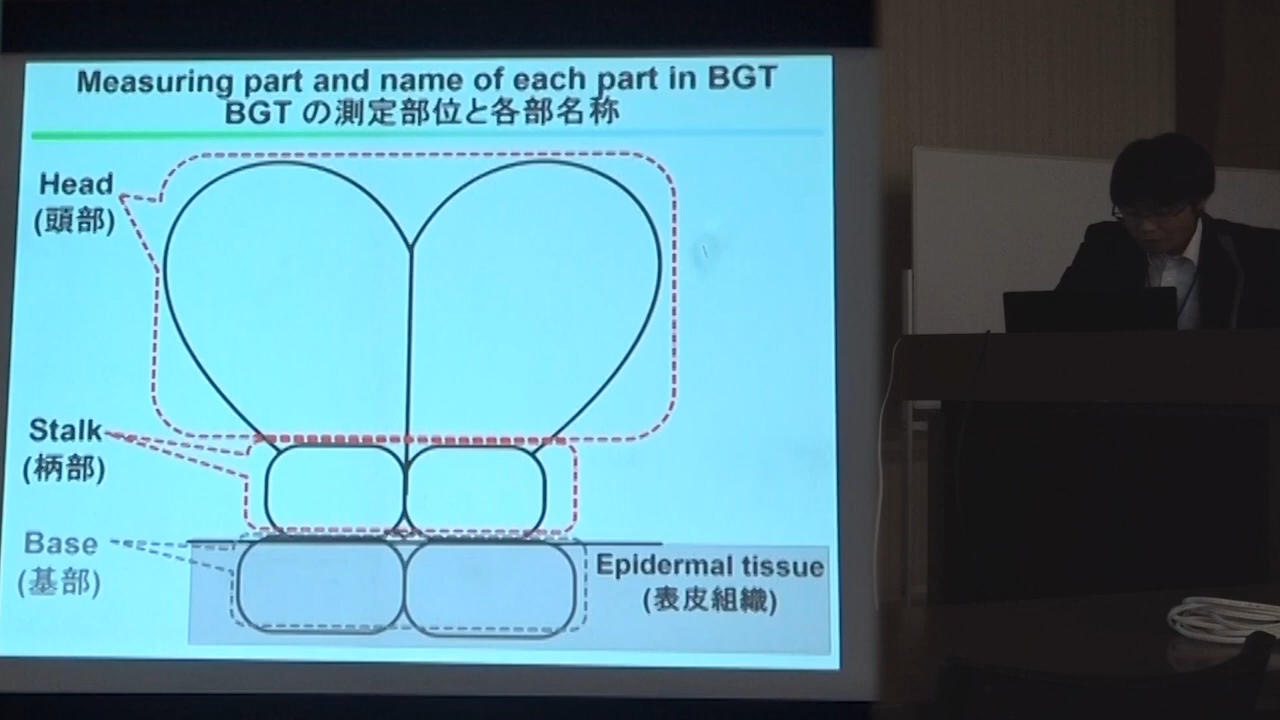 Measuring part and name of each part in BGT
BGT の測定部位と各部名称
Head
(頭部)
Stalk
(柄部)
Base
(基部)
Epidermal tissue
(表皮組織)